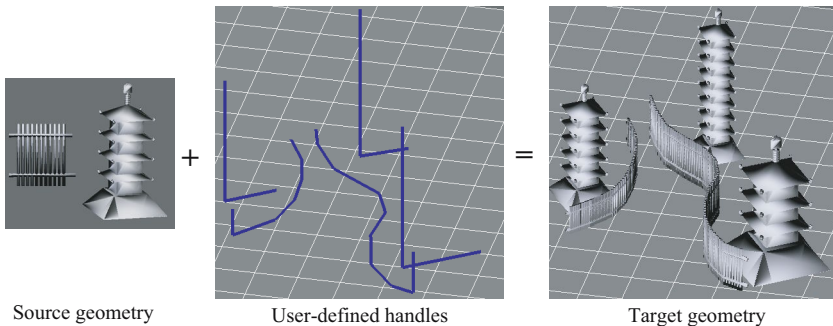 +
=
Source geometry
User-defined handles
Target geometry